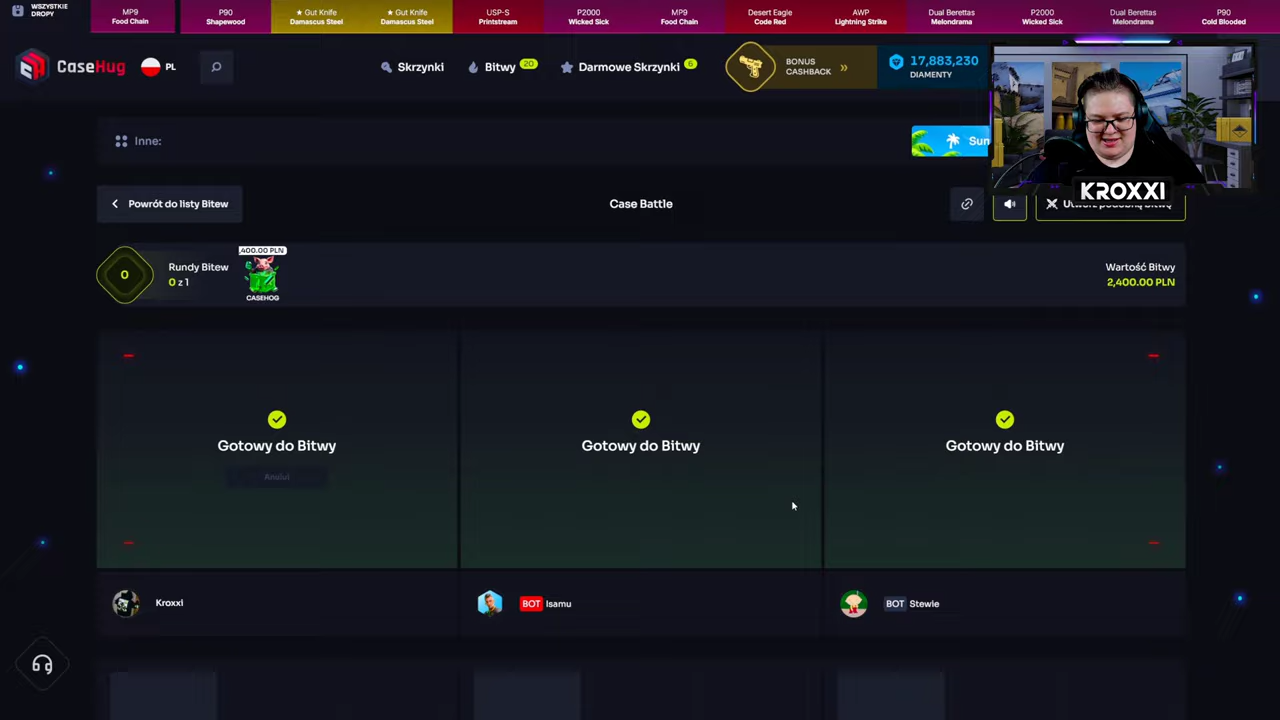 WSZYSTKIE
DROPY
MP9
Food Chain
P90
Shapewood
★ Gut Knife
Damascus Steel
★ Gut Knife
Damascus Steel
USP-S
Printstream
P2000
Wicked Sick
MP9
Food Chain
Desert Eagle
Code Red
AWP
Lightning Strike
Dual Berettas
Melondrama
P2000
Wicked Sick
Dual Berettas
Melondrama
P90
Cold Blooded
CaseHug
PL
Skrzynki
Bitwy 20
Darmowe Skrzynki 6
BONUS
CASHBACK »
17,883,230
DIAMENTY
KROXXI
Inne:
Sun
Powrót do listy Bitew
Case Battle
0
Rundy Bitew
0 z 1
,400.00 PLN
CASEHOG
Wartość Bitwy
2,400.00 PLN
Gotowy do Bitwy
Anuluj
Gotowy do Bitwy
Gotowy do Bitwy
Kroxxi
BOT Isamu
BOT Stewie